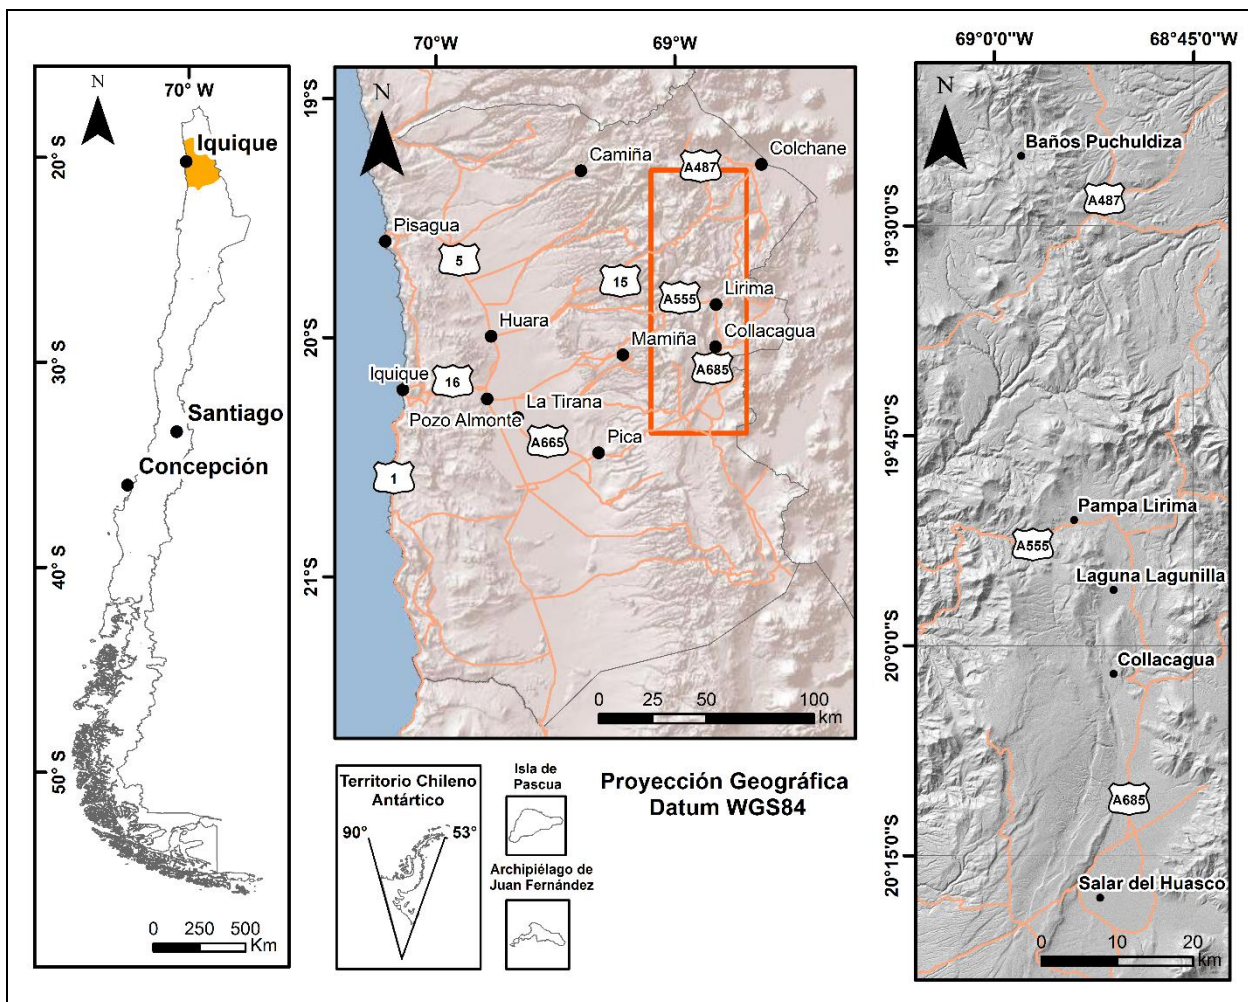 N
70° W
Iquique
20°S
30°S
Santiago
Concepción
40°S
50°S
0 250 500
Km
70°W
69°W
N
19°S
Camiña
Colchane
A487
Pisagua
5
15
A555
Lirima
Huara
Collacagua
Mamiña
20°S
Iquique
16
A685
La Tirana
Pozo Almonte
A665
Pica
1
21°S
0 25 50 100
km
Territorio Chileno
Antártico
90°
53°
Isla de
Pascua
Archipiélago de
Juan Fernández
Proyección Geográfica
Datum WGS84
69°0'0"W
68°45'0"W
N
Baños Puchuldiza
A487
19°30'0"S
19°45'0"S
Pampa Lirima
A555
Laguna Lagunilla
20°0'0"S
Collacagua
A685
20°15'0"S
Salar del Huasco
0 10 20
km